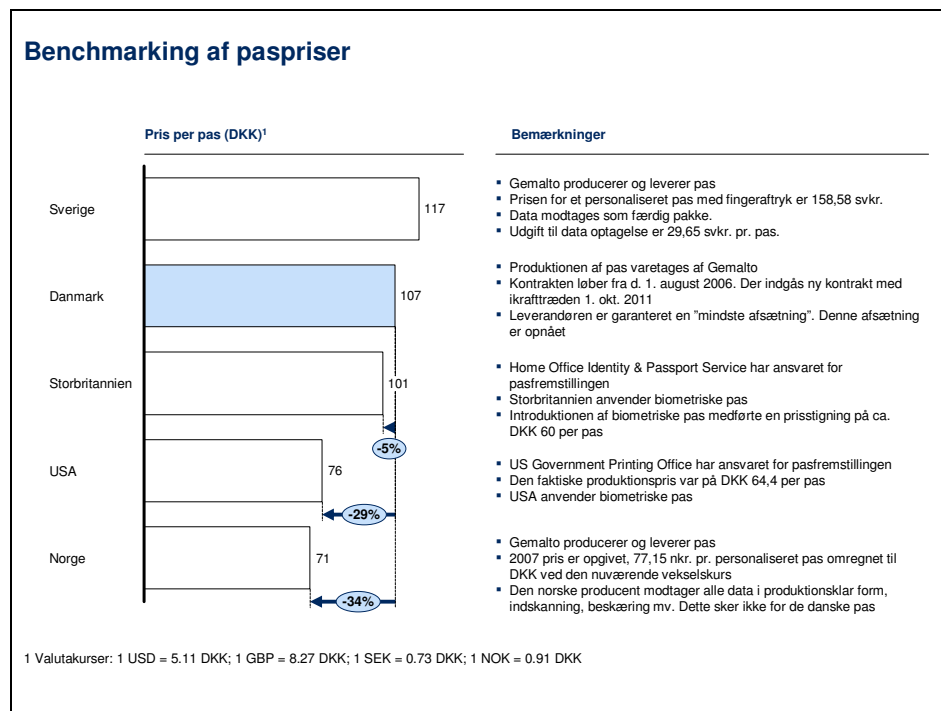 Benchmarking af paspriser
Pris per pas (DKK)¹
Bemærkninger
Sverige
117
▪ Gemalto producerer og leverer pas
▪ Prisen for et personaliseret pas med fingeraftryk er 158,58 svkr.
▪ Data modtages som færdig pakke.
▪ Udgift til data optagelse er 29,65 svkr. pr. pas.
Danmark
107
▪ Produktionen af pas varetages af Gemalto
▪ Kontrakten løber fra d. 1. august 2006. Der indgås ny kontrakt med
ikrafttræden 1. okt. 2011
▪ Leverandøren er garanteret en ”mindste afsætning”. Denne afsætning
er opnået
Storbritannien
101
-5%
▪ Home Office Identity & Passport Service har ansvaret for
pasfremstillingen
▪ Storbritannien anvender biometriske pas
▪ Introduktionen af biometriske pas medførte en prisstigning på ca.
DKK 60 per pas
USA
76
-29%
▪ US Government Printing Office har ansvaret for pasfremstillingen
▪ Den faktiske produktionspris var på DKK 64,4 per pas
▪ USA anvender biometriske pas
Norge
71
-34%
▪ Gemalto producerer og leverer pas
▪ 2007 pris er opgivet, 77,15 nkr. pr. personaliseret pas omregnet til
DKK ved den nuværende vekselskurs
▪ Den norske producent modtager alle data i produktionsklar form,
indskanning, beskæring mv. Dette sker ikke for de danske pas
1 Valutakurser: 1 USD = 5.11 DKK; 1 GBP = 8.27 DKK; 1 SEK = 0.73 DKK; 1 NOK = 0.91 DKK